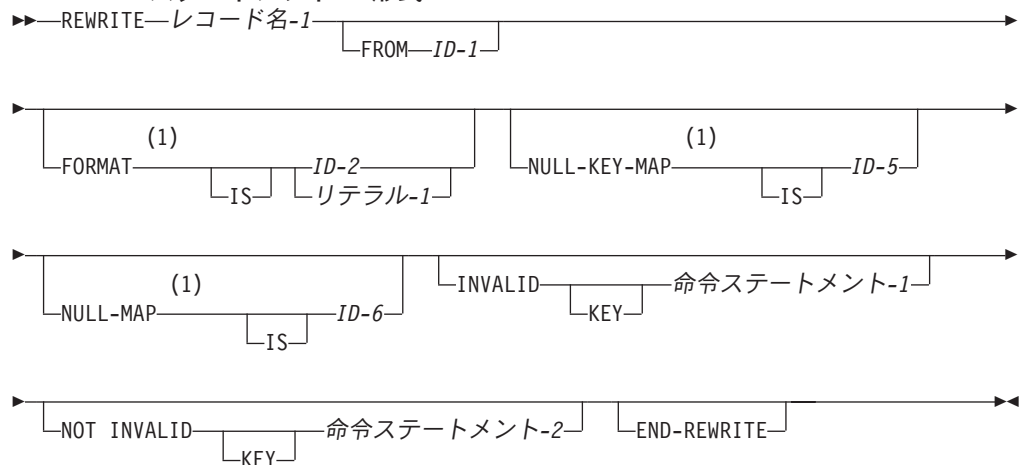 REWRITE レコード名-1
FROM ID-1
(1) (1)
FORMAT ID-2 NULL-KEY-MAP ID-5
IS リテラル-1 IS
(1) INVALID 命令ステートメント-1
NULL-MAP ID-6 KEY
IS
NOT INVALID 命令ステートメント-2 END-REWRITE
KEY